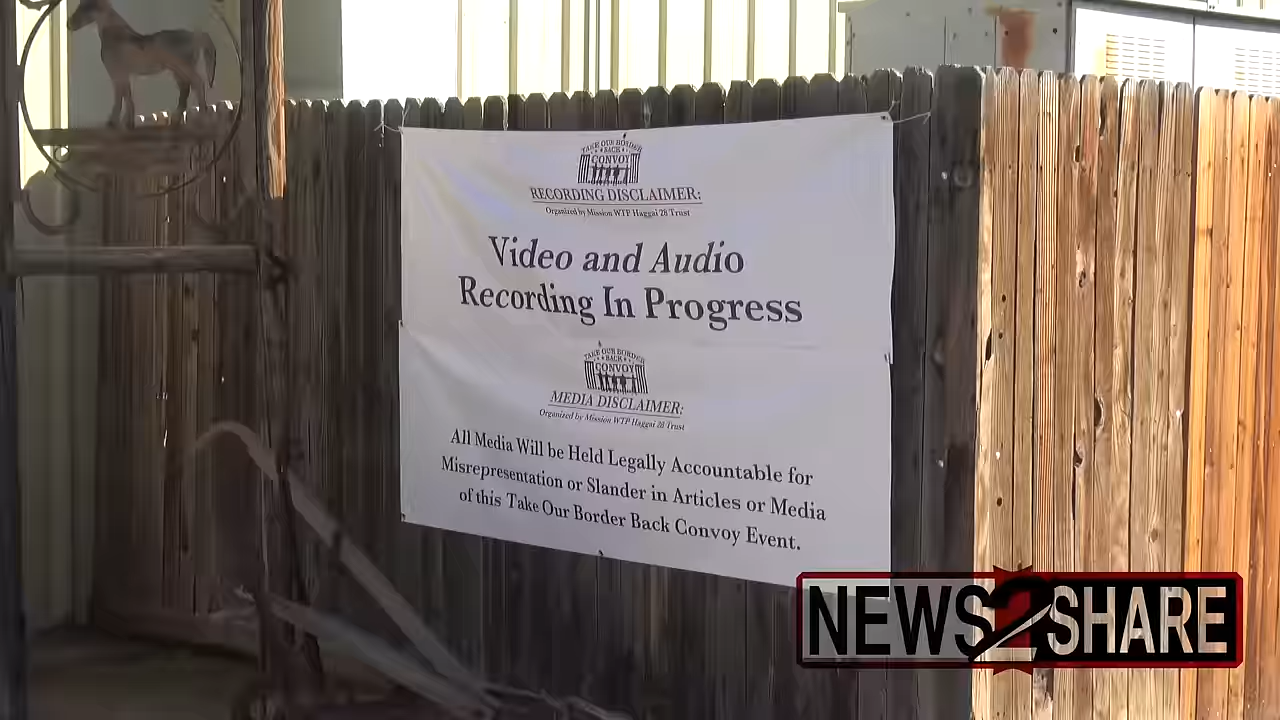 TAKE OUR BORDER
BACK
CONVOY
RECORDING DISCLAIMER:
Organized by Mission WTP Haggai 28 Trust
Video and Audio
Recording In Progress
TAKE OUR BORDER
BACK
CONVOY
MEDIA DISCLAIMER:
Organized by Mission WTP Haggai 28 Trust
All Media Will be Held Legally Accountable for
Misrepresentation or Slander in Articles or Media
of this Take Our Border Back Convoy Event.
NEWS2SHARE